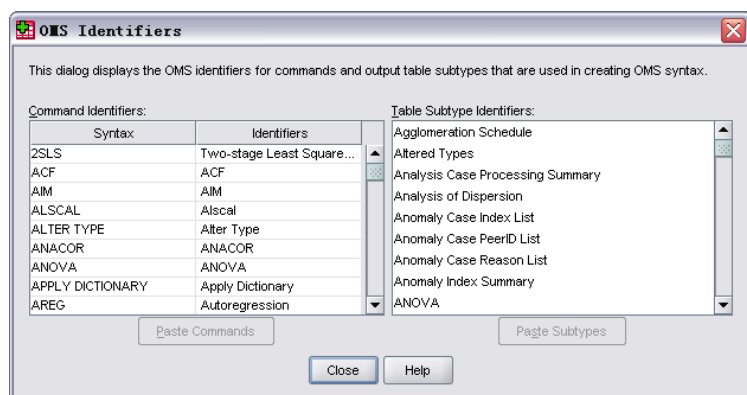 OMS Identifiers
This dialog displays the OMS identifiers for commands and output table subtypes that are used in creating OMS syntax.
Command Identifiers:
Syntax Identifiers
2SLS Two-stage Least Square...
ACF ACF
AIM AIM
ALSCAL Alscal
ALTER TYPE Alter Type
ANACOR ANACOR
ANOVA ANOVA
APPLY DICTIONARY Apply Dictionary
AREG Autoregression
Paste Commands
Table Subtype Identifiers:
Agglomeration Schedule
Altered Types
Analysis Case Processing Summary
Analysis of Dispersion
Anomaly Case Index List
Anomaly Case PeerID List
Anomaly Case Reason List
Anomaly Index Summary
ANOVA
Paste Subtypes
Close Help